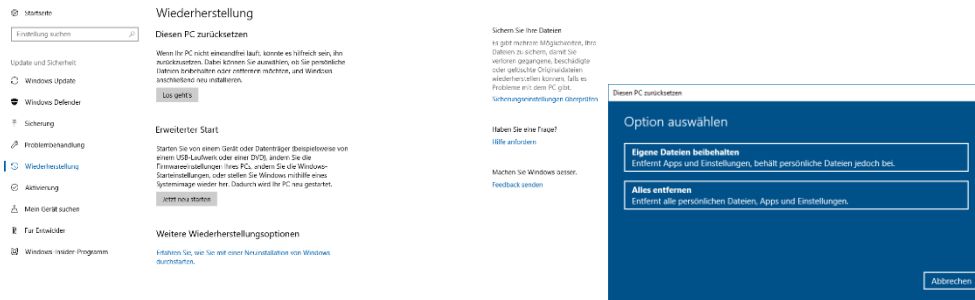 Startseite
Einstellung suchen
Update und Sicherheit
Windows Update
Windows Defender
Sicherung
Problembehandlung
Wiederherstellung
Aktivierung
Mein Gerät suchen
Für Entwickler
Windows-Insider-Programm
Wiederherstellung
Diesen PC zurücksetzen
Wenn Ihr PC nicht einwandfrei läuft, könnte es hilfreich sein, ihn
zurückzusetzen. Dabei können Sie auswählen, ob Sie persönliche
Dateien beibehalten oder entfernen möchten, und Windows
anschließend neu installieren.
Los geht's
Erweiterter Start
Starten Sie von einem Gerät oder Datenträger (beispielsweise von
einem USB-Laufwerk oder einer DVD), ändern Sie die
Firmwareeinstellungen Ihres PCs, ändern Sie die Windows-
Starteinstellungen, oder stellen Sie Windows mithilfe eines
Systemimage wieder her. Dadurch wird Ihr PC neu gestartet.
Jetzt neu starten
Weitere Wiederherstellungsoptionen
Erfahren Sie, wie Sie mit einer Neuinstallation von Windows
durchstarten.
Sichern Sie Ihre Dateien
Es gibt mehrere Möglichkeiten, Ihre
Dateien zu sichern, damit Sie
verloren gegangene, beschädigte
oder gelöschte Originaldateien
wiederherstellen können, falls es
Probleme mit dem PC gibt.
Sicherungseinstellungen überprüfen
Haben Sie eine Frage?
Hilfe anfordern
Machen Sie Windows besser.
Feedback senden
Diesen PC zurücksetzen
Option auswählen
Eigene Dateien beibehalten
Entfernt Apps und Einstellungen, behält persönliche Dateien jedoch bei.
Alles entfernen
Entfernt alle persönlichen Dateien, Apps und Einstellungen.
Abbrechen